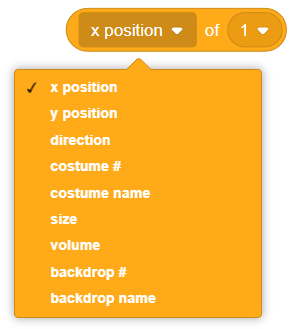 x position of 1
x position
y position
direction
costume #
costume name
size
volume
backdrop #
backdrop name